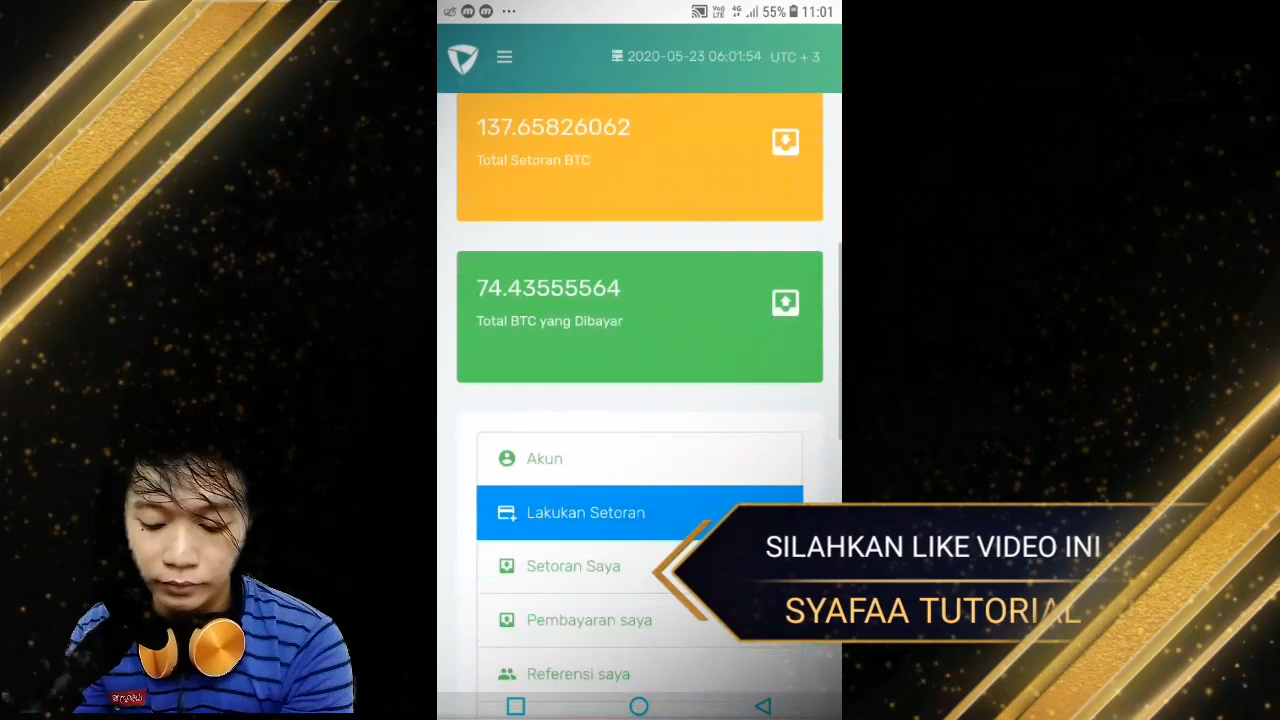 55% 11:01
2020-05-23 06:01:54 UTC + 3
137.65826062
Total Setoran BTC
74.43555564
Total BTC yang Dibayar
Akun
Lakukan Setoran
Setoran Saya
Pembayaran saya
Referensi saya
SILAHKAN LIKE VIDEO INI
SYAFAA TUTORIAL